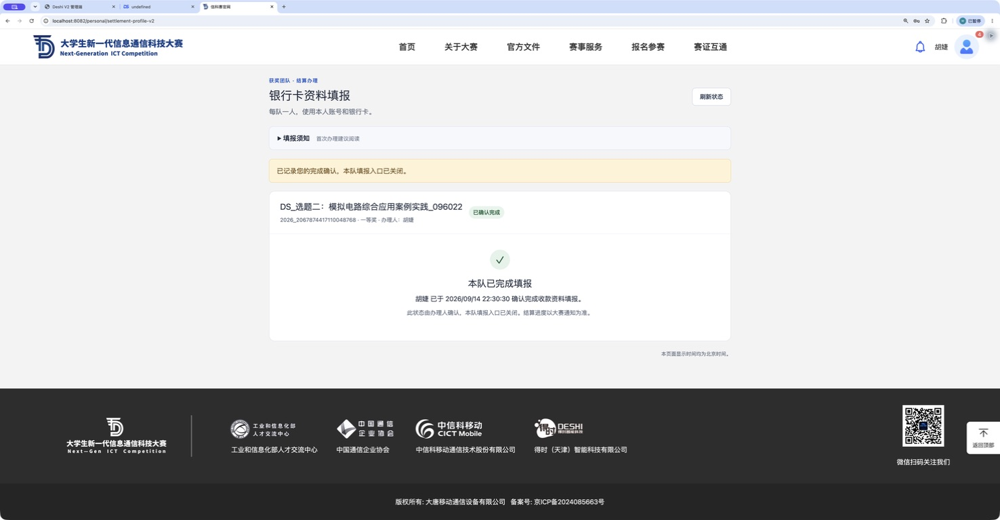 Deshi V2 管理端
DS undefined
信科赛官网
localhost:8082/personal/settlement-profile-v2
已暂停
大学生新一代信息通信科技大赛
Next-Generation ICT Competition
首页 关于大赛 官方文件 赛事服务 报名参赛 赛证互通
胡婕
4
获奖团队 · 结算办理
银行卡资料填报
每队一人，使用本人账号和银行卡。
刷新状态
填报须知 首次办理建议阅读
已记录您的完成确认，本队填报入口已关闭。
DS_选题二：模拟电路综合应用案例实践_096022
已确认完成
2026_2067874417110048768 · 一等奖 · 办理人：胡婕
本队已完成填报
胡婕 已于 2026/09/14 22:30:30 确认完成收款资料填报。
此状态由办理人确认，本队填报入口已关闭。结算进度以大赛通知为准。
本页面显示时间均为北京时间。
大学生新一代信息通信科技大赛
Next-Gen ICT Competition
工业和信息化部
人才交流中心
工业和信息化部人才交流中心
中国通信
企业协会
中国通信企业协会
中信科移动
CICT Mobile
中信科移动通信技术股份有限公司
得时 DESHI
得时智能科技
得时（天津）智能科技有限公司
微信扫码关注我们
返回顶部
版权所有: 大唐移动通信设备有限公司 备案号: 京ICP备2024085663号